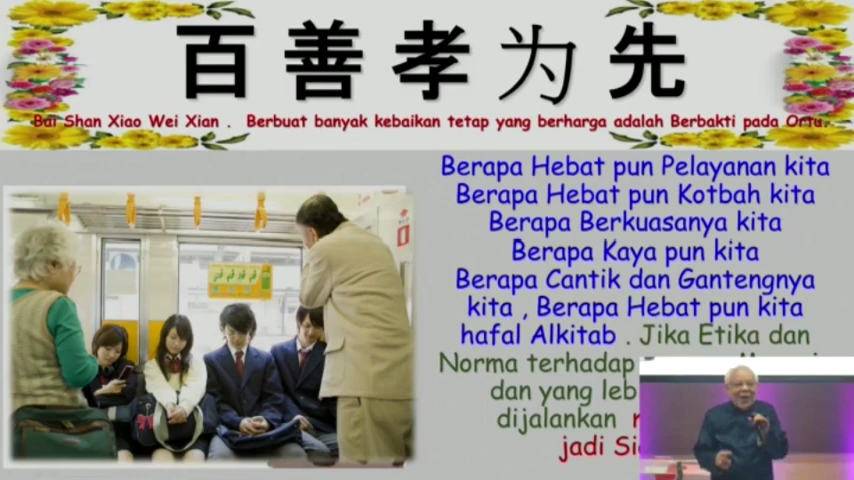 百善孝为先
Bai Shan Xiao Wei Xian . Berbuat banyak kebaikan tetap yang berharga adalah Berbakti pada Ortu.
Berapa Hebat pun Pelayanan kita
Berapa Hebat pun Kotbah kita
Berapa Berkuasanya kita
Berapa Kaya pun kita
Berapa Cantik dan Gantengnya
kita , Berapa Hebat pun kita
hafal Alkitab . Jika Etika dan
Norma terhadap
dan yang
dijalankan
jadi